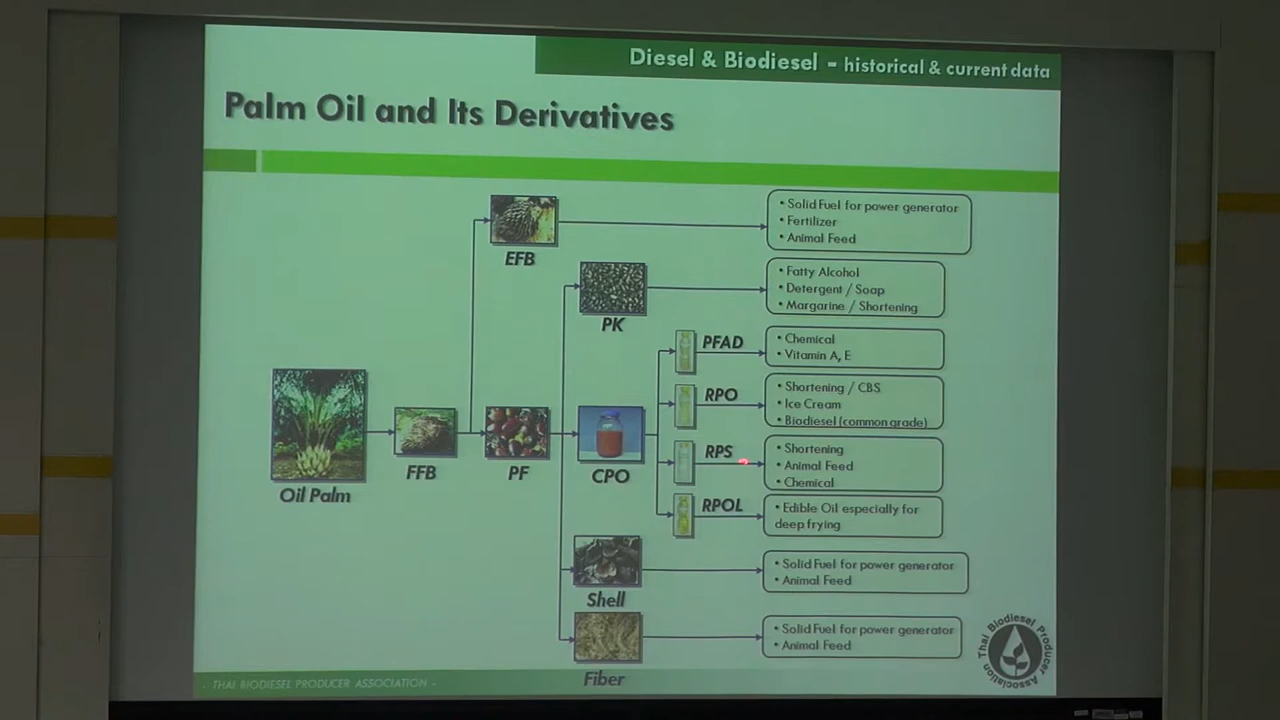 Diesel & Biodiesel - historical & current data
Palm Oil and Its Derivatives
• Solid Fuel for power generator
• Fertilizer
• Animal Feed
EFB
• Fatty Alcohol
• Detergent / Soap
• Margarine / Shortening
PK
PFAD
• Chemical
• Vitamin A, E
RPO
• Shortening / CBS
• Ice Cream
• Biodiesel (common grade)
Oil Palm
FFB
PF
CPO
RPS
• Shortening
• Animal Feed
• Chemical
RPOL
• Edible Oil especially for
deep frying
Shell
• Solid Fuel for power generator
• Animal Feed
Fiber
• Solid Fuel for power generator
• Animal Feed
- THAI BIODIESEL PRODUCER ASSOCIATION -
Thai Biodiesel Producer Association